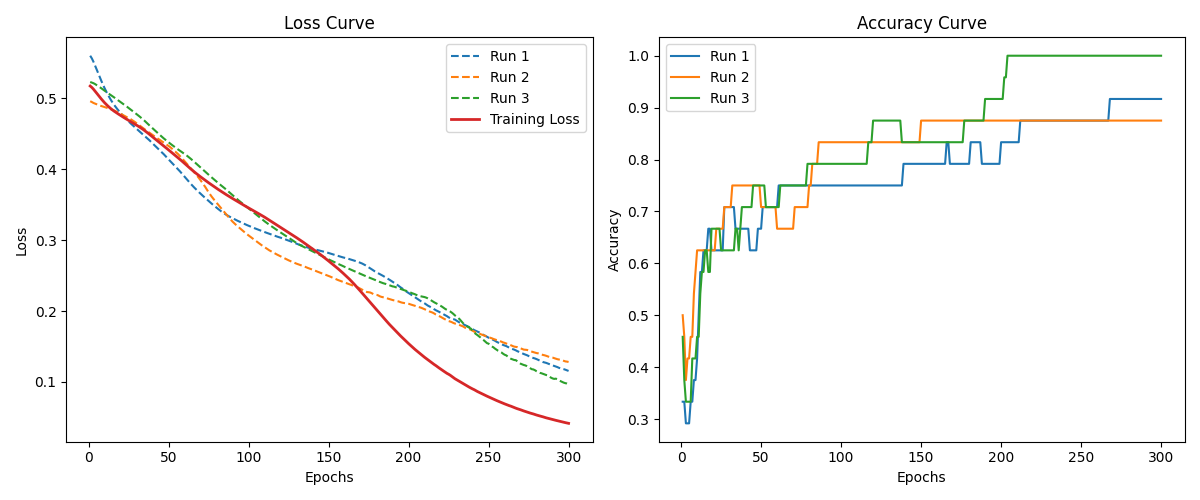 Loss Curve
Run 1
Run 2
Run 3
Training Loss
0.5
0.4
0.3
0.2
0.1
Loss
0 50 100 150 200 250 300
Epochs
Accuracy Curve
Run 1
Run 2
Run 3
1.0
0.9
0.8
0.7
0.6
0.5
0.4
0.3
Accuracy
0 50 100 150 200 250 300
Epochs